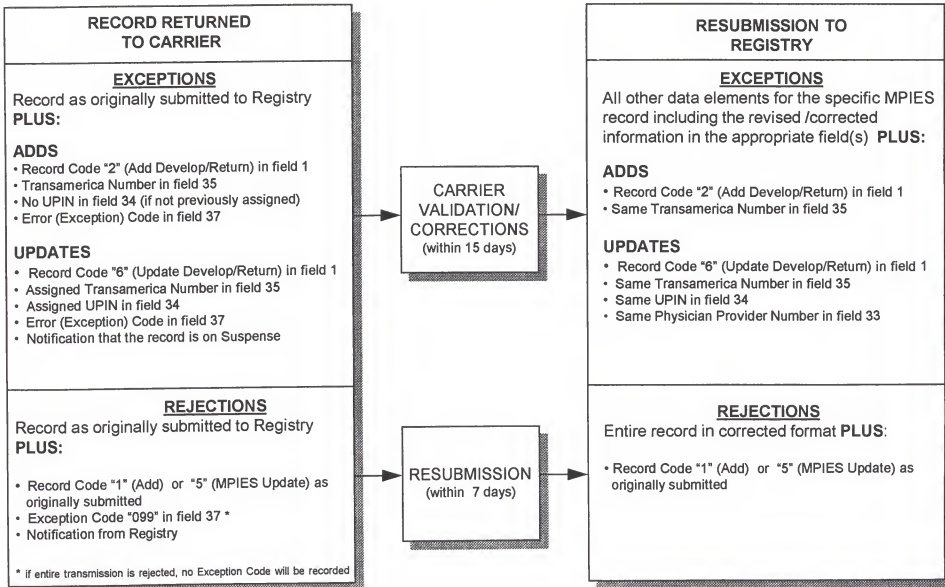 RECORD RETURNED
TO CARRIER
EXCEPTIONS
Record as originally submitted to Registry
PLUS:
ADDS
• Record Code "2" (Add Develop/Return) in field 1
• Transamerica Number in field 35
• No UPIN in field 34 (if not previously assigned)
• Error (Exception) Code in field 37
UPDATES
• Record Code "6" (Update Develop/Return) in field 1
• Assigned Transamerica Number in field 35
• Assigned UPIN in field 34
• Error (Exception) Code in field 37
• Notification that the record is on Suspense
REJECTIONS
Record as originally submitted to Registry
PLUS:
• Record Code "1" (Add) or "5" (MPIES Update) as
originally submitted
• Exception Code "099" in field 37 *
• Notification from Registry
* if entire transmission is rejected, no Exception Code will be recorded
CARRIER
VALIDATION/
CORRECTIONS
(within 15 days)
RESUBMISSION
(within 7 days)
RESUBMISSION TO
REGISTRY
EXCEPTIONS
All other data elements for the specific MPIES
record including the revised /corrected
information in the appropriate field(s) PLUS:
ADDS
• Record Code "2" (Add Develop/Return) in field 1
• Same Transamerica Number in field 35
UPDATES
• Record Code "6" (Update Develop/Return) in field 1
• Same Transamerica Number in field 35
• Same UPIN in field 34
• Same Physician Provider Number in field 33
REJECTIONS
Entire record in corrected format PLUS:
• Record Code "1" (Add) or "5" (MPIES Update) as
originally submitted